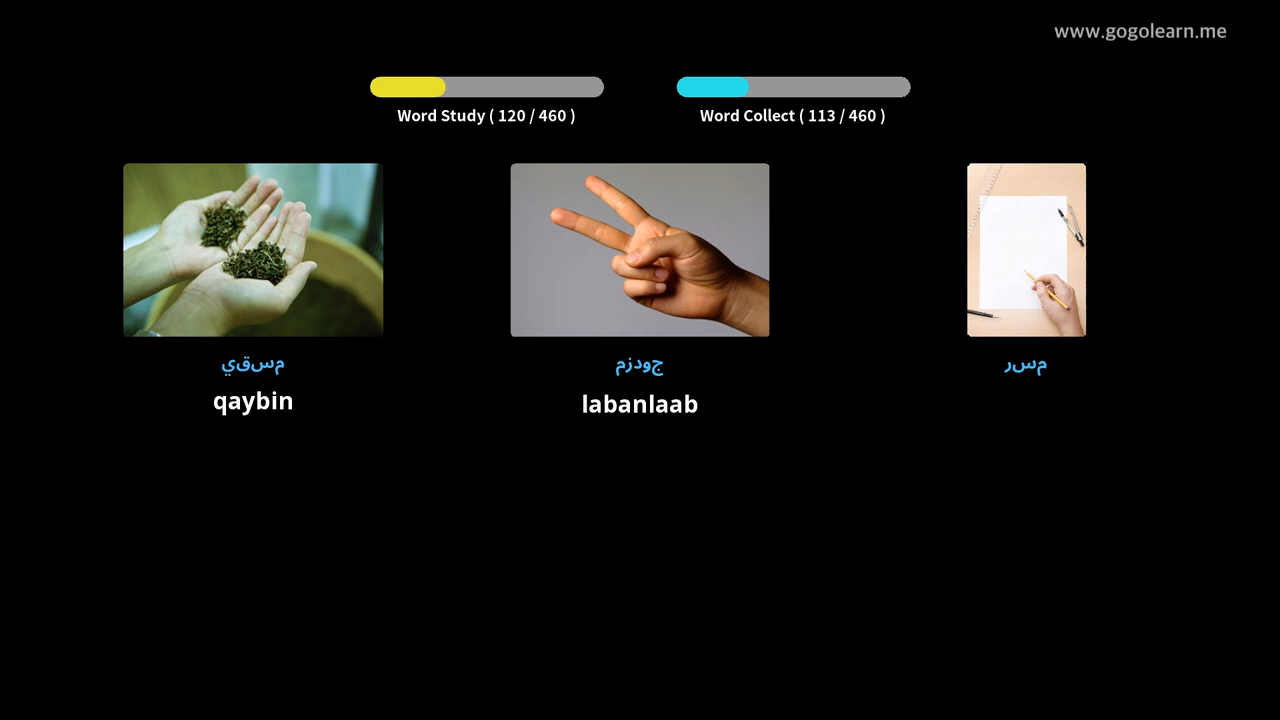 www.gogolearn.me
Word Study ( 120 / 460 )
Word Collect ( 113 / 460 )
مسقي
qaybin
جودزم
labanlaab
مسر